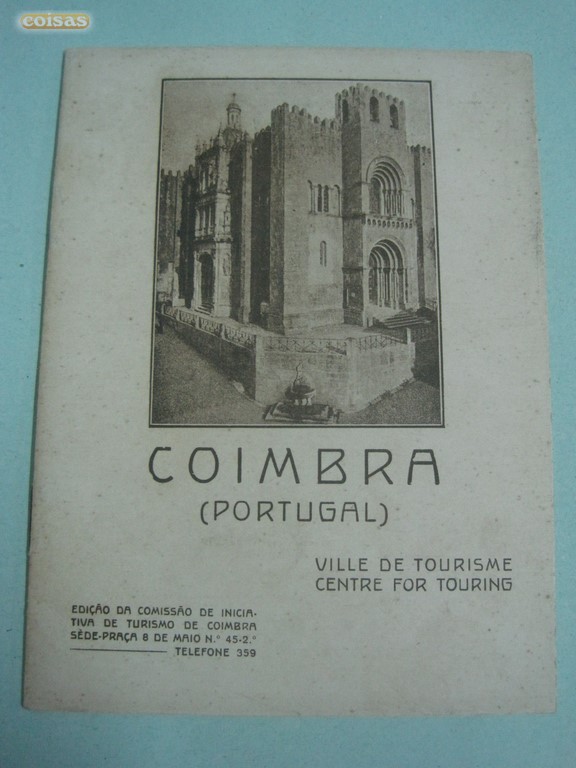 coisas
COIMBRA
(PORTUGAL)
VILLE DE TOURISME
CENTRE FOR TOURING
EDIÇÃO DA COMISSÃO DE INICIA-
TIVA DE TURISMO DE COIMBRA
SÈDE-PRAÇA 8 DE MAIO N.° 45-2.°
TELEFONE 359